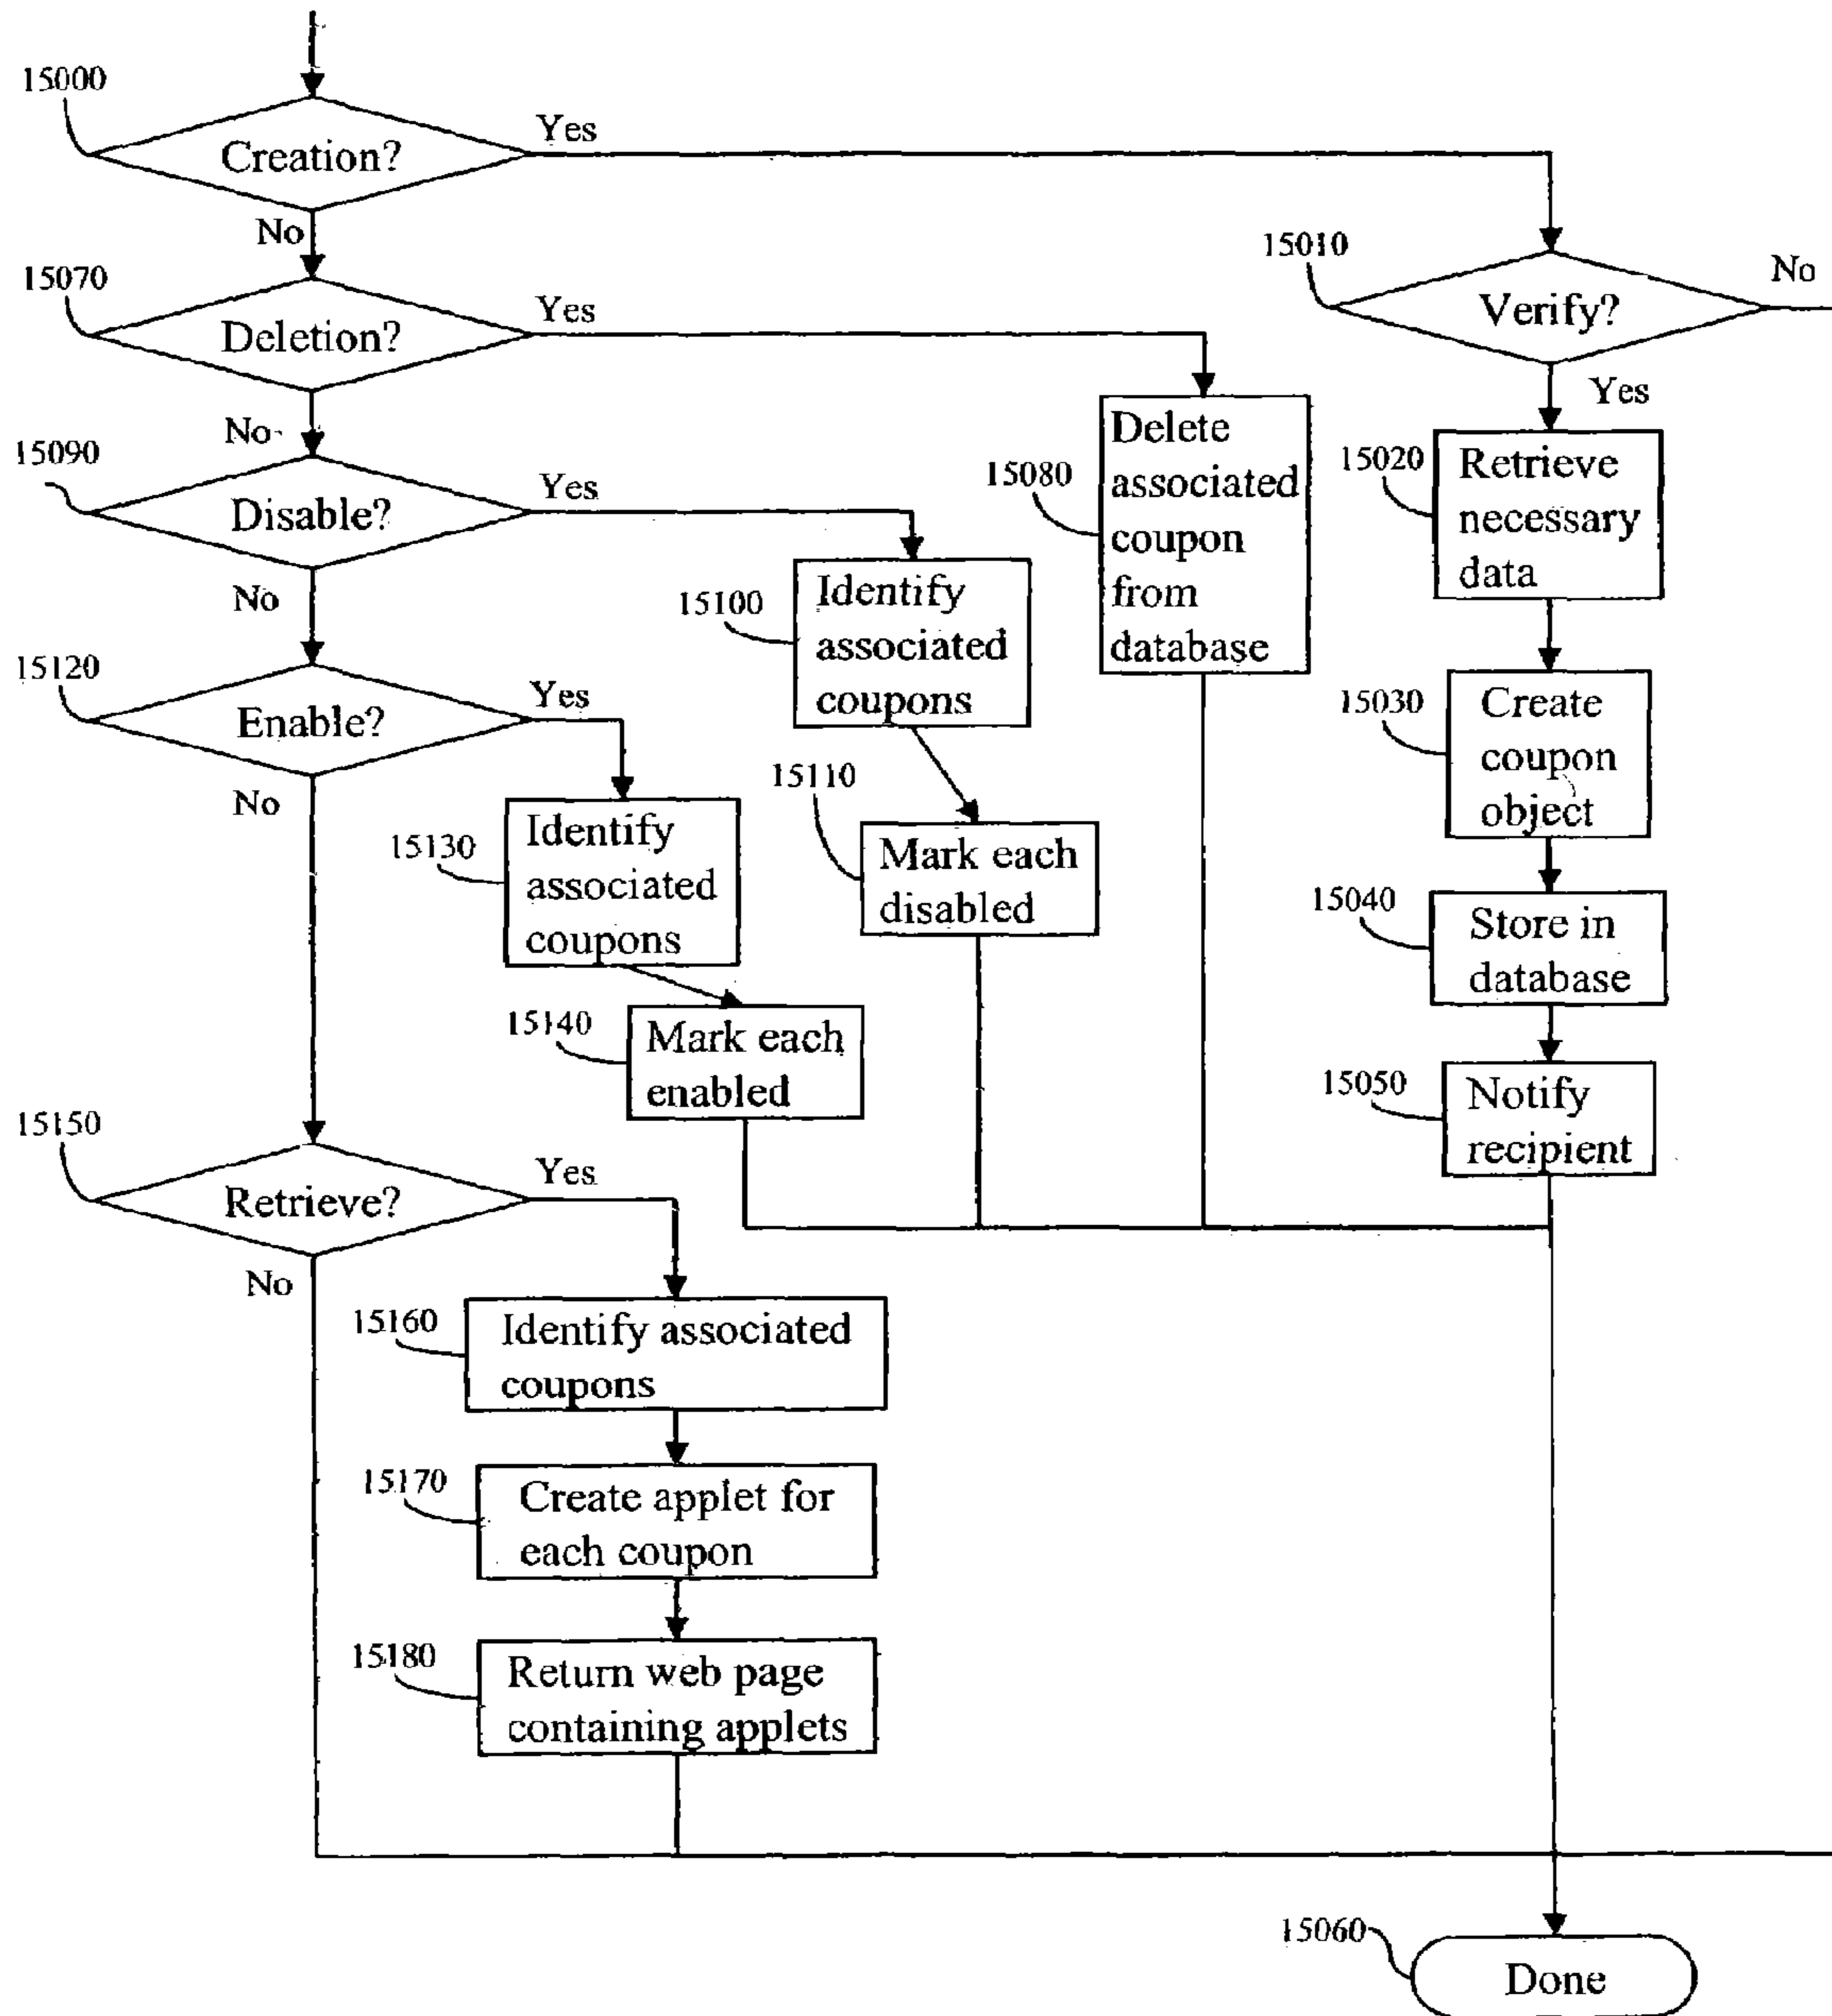 15000
Creation?
Yes
No
15010
Verify?
No
Yes
15070
Deletion?
Yes
No
15080
Delete
associated
coupon
from
database
15020
Retrieve
necessary
data
15090
Disable?
Yes
No
15100
Identify
associated
coupons
15030
Create
coupon
object
15120
Enable?
Yes
No
15110
Mark each
disabled
15130
Identify
associated
coupons
15040
Store in
database
15140
Mark each
enabled
15050
Notify
recipient
15150
Retrieve?
Yes
No
15160
Identify associated
coupons
15170
Create applet for
each coupon
15180
Return web page
containing applets
15060
Done